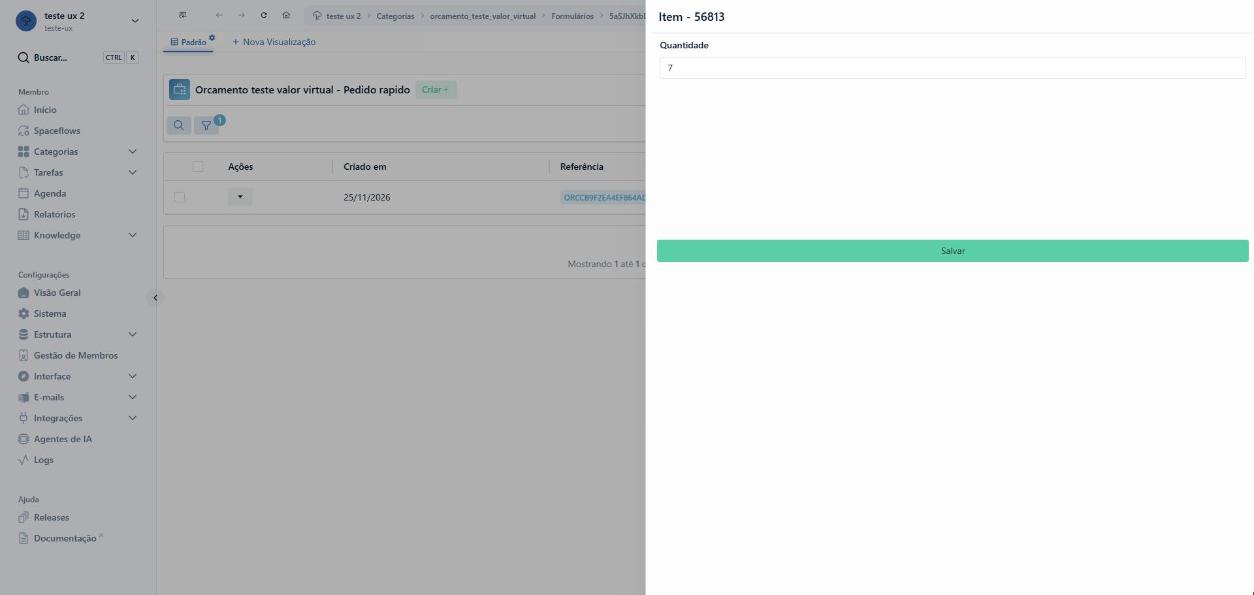 teste ux 2
teste-ux
Buscar... CTRL K
Membro
Início
Spaceflows
Categorias
Tarefas
Agenda
Relatórios
Knowledge
Configurações
Visão Geral
Sistema
Estrutura
Gestão de Membros
Interface
E-mails
Integrações
Agentes de IA
Logs
Ajuda
Releases
Documentação
teste ux 2 > Categorias > orcamento_teste_valor_virtual > Formulários >
Padrão + Nova Visualização
Orcamento teste valor virtual - Pedido rapido Criar +
1
Ações Criado em Referência
25/11/2026
Mostrando 1 até 1
Item - 56813
Quantidade
7
Salvar